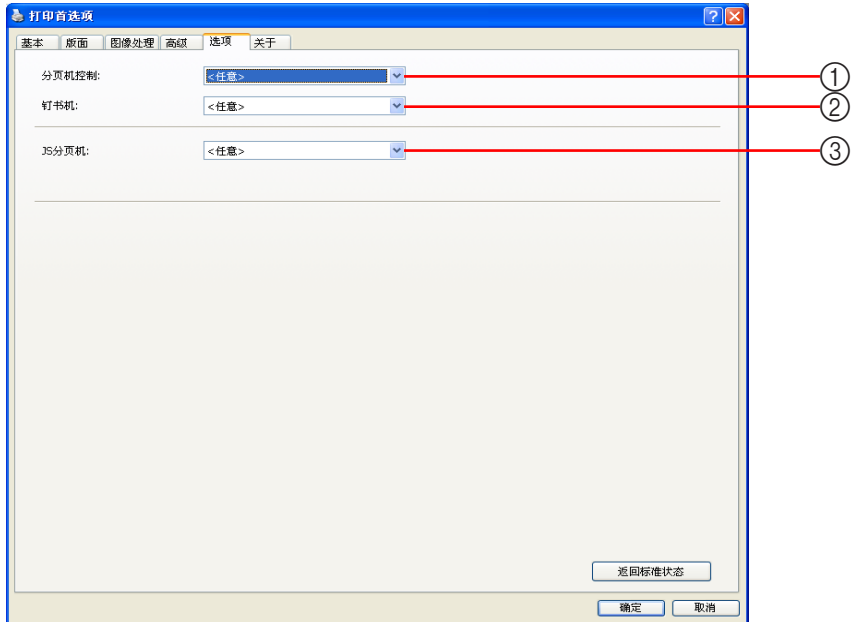 打印首选项
基本 版面 图像处理 高级 选项 关于
分页机控制: <任意> ①
钉书机: <任意> ②
JS分页机: <任意> ③
返回标准状态
确定 取消